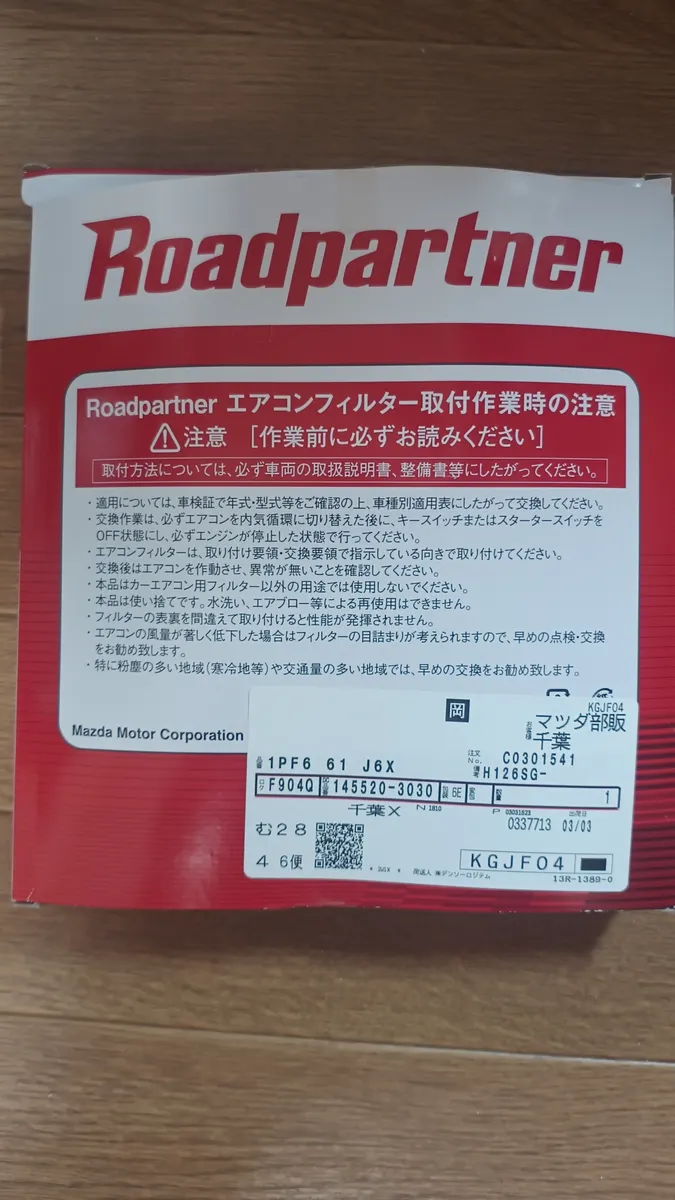 Roadpartner
Roadpartner エアコンフィルター取付作業時の注意
注意 [作業前に必ずお読みください]
取付方法については、必ず車両の取扱説明書、整備書等にしたがってください。
・適用については、車検証で年式・型式等をご確認の上、車種別適用表にしたがって交換してください。
・交換作業は、必ずエアコンを内気循環に切り替えた後に、キースイッチまたはスタータースイッチを
OFF状態にし、必ずエンジンが停止した状態で行ってください。
・エアコンフィルターは、取り付け要領・交換要領で指示している向きで取り付けてください。
・交換後はエアコンを作動させ、異常が無いことを確認してください。
・本品はカーエアコン用フィルター以外の用途では使用しないでください。
・本品は使い捨てです。水洗い、エアブロー等による再使用はできません。
・フィルターの表裏を間違えて取り付けると性能が発揮されません。
・エアコンの風量が著しく低下した場合はフィルターの目詰まりが考えられますので、早めの点検・交換
をお勧め致します。
・特に粉塵の多い地域(寒冷地等)や交通量の多い地域では、早めの交換をお勧め致します。
Mazda Motor Corporation
KGJF04
岡
お客様 マッダ部販
千葉
品番 1PF6 61 J6X
注文No. C0301541
備考 H126SG-
F904Q 145520-3030 6E 1
千葉X N 1810 P 03031523 出荷日
む28 0337713 03/03
4 6便
KGJF04
13R-1389-0